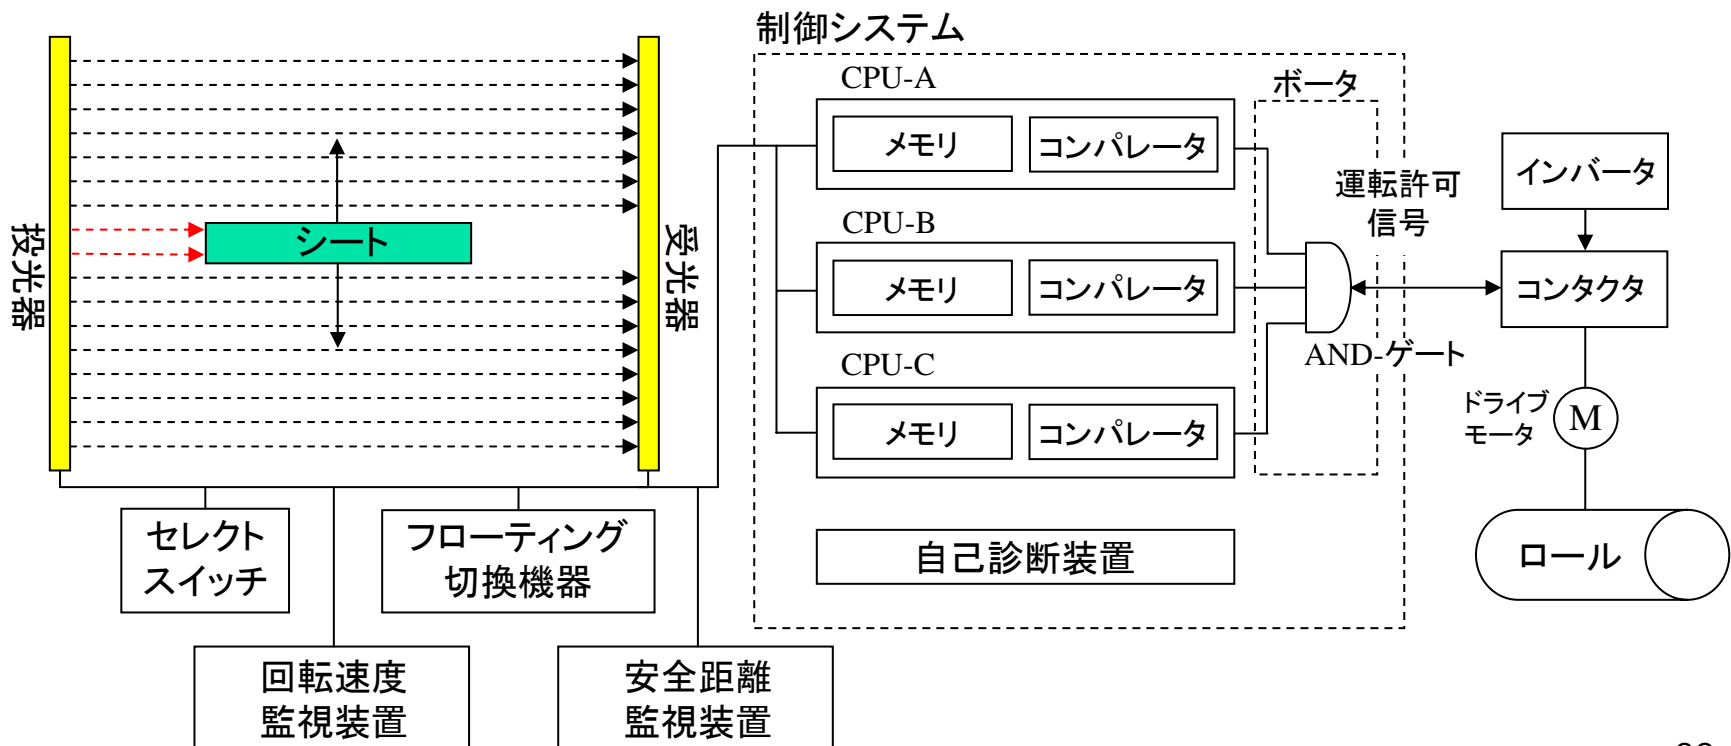 制御システム
CPU-A
メモリ
コンパレータ
ボータ
運転許可
信号
インバータ
投光器
シート
受光器
CPU-B
メモリ
コンパレータ
コンタクタ
AND-ゲート
CPU-C
メモリ
コンパレータ
ドライブ
モータ
M
セレクト
スイッチ
フローティング
切換機器
自己診断装置
ロール
回転速度
監視装置
安全距離
監視装置